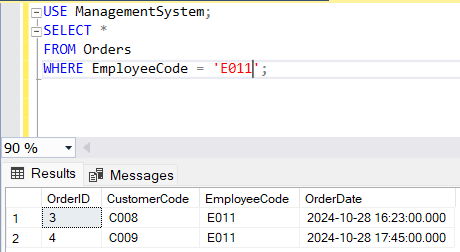 USE ManagementSystem;
SELECT *
FROM Orders
WHERE EmployeeCode = 'E011';
90 %
Results Messages
OrderID CustomerCode EmployeeCode OrderDate
1 3 C008 E011 2024-10-28 16:23:00.000
2 4 C009 E011 2024-10-28 17:45:00.000